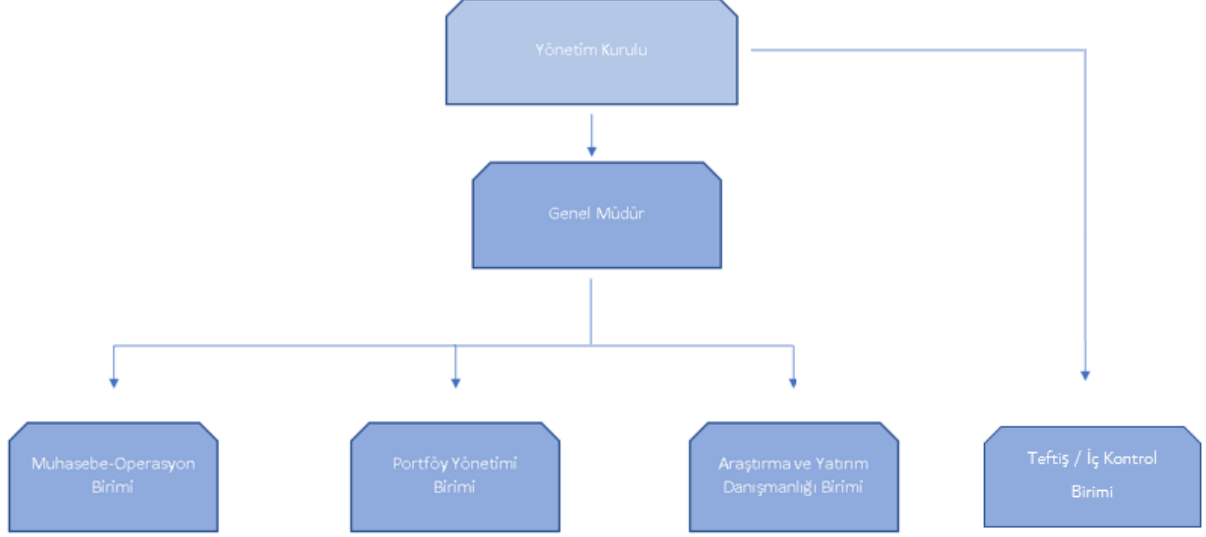 Yönetim Kurulu
Genel Müdür
Muhasebe-Operasyon
Birimi
Portföy Yönetimi
Birimi
Araştırma ve Yatırım
Danışmanlığı Birimi
Teftiş / İç Kontrol
Birimi